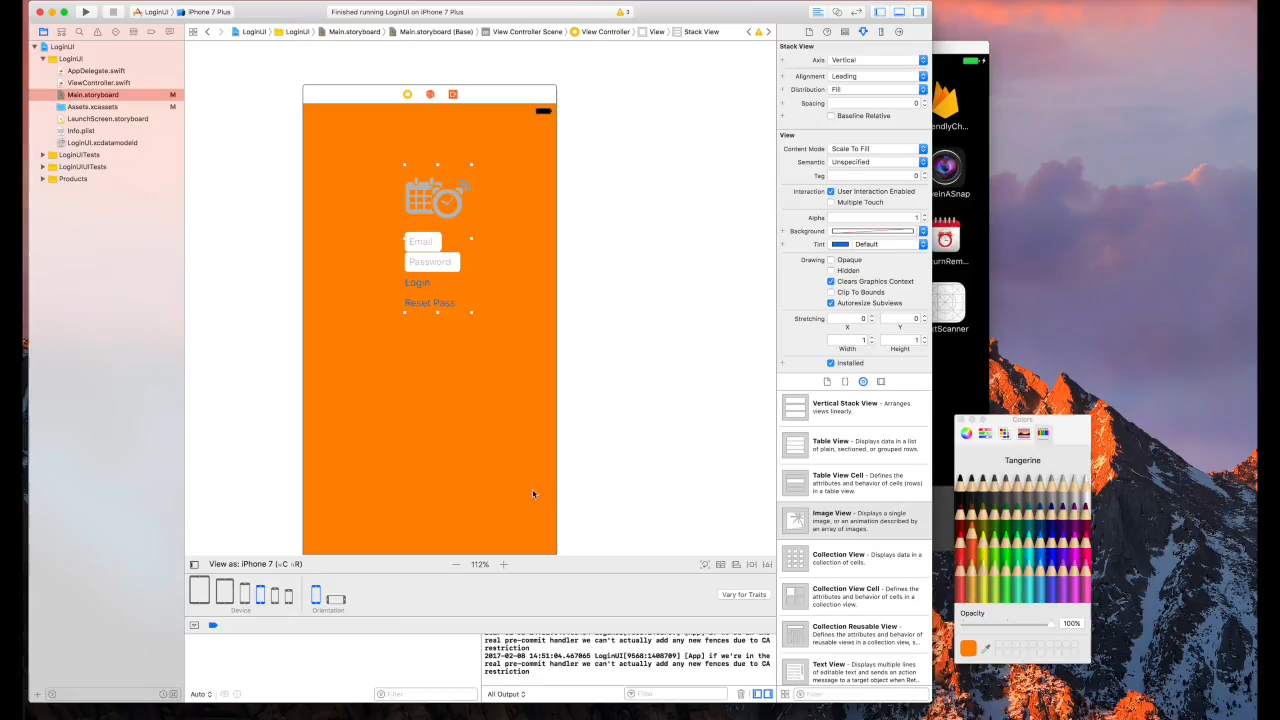 LoginUI
iPhone 7 Plus
Finished running LoginUI on iPhone 7 Plus
3
LoginUI
LoginUI
Main.storyboard
Main.storyboard (Base)
View Controller Scene
View Controller
View
Stack View
LoginUI
LoginUI
AppDelegate.swift
ViewController.swift
Main.storyboard M
Assets.xcassets M
LaunchScreen.storyboard
Info.plist
LoginUI.xcdatamodeld
LoginUITests
LoginUIUITests
Products
Email
Password
Login
Reset Pass
View as: iPhone 7
112%
Device
Orientation
Vary for Traits
real pre-commit handler we can't actually add any new fences due to CA
restriction
2017-02-08 14:51:04.467065 LoginUI[9568:1408709] [App] if we're in the
real pre-commit handler we can't actually add any new fences due to CA
restriction
Auto
Filter
All Output
Filter
Stack View
Axis Vertical
Alignment Leading
Distribution Fill
Spacing 0
Baseline Relative
View
Content Mode Scale To Fill
Semantic Unspecified
Tag 0
Interaction User Interaction Enabled
Multiple Touch
Alpha 1
Background
Tint Default
Drawing Opaque
Hidden
Clears Graphics Context
Clip To Bounds
Autoresize Subviews
Stretching 0 0
X Y
1 1
Width Height
Installed
Vertical Stack View - Arranges
views linearly.
Table View - Displays data in a list
of plain, sectioned, or grouped rows.
Table View Cell - Defines the
attributes and behavior of cells (rows)
in a table view.
Image View - Displays a single
image, or an animation described by
an array of images.
Collection View - Displays data in a
collection of cells.
Collection View Cell - Defines the
attributes and behavior of cells in a
collection view.
Collection Reusable View -
Defines the attributes and behavior of
reusable views in a collection view, s...
Text View - Displays multiple lines
of editable text and sends an action
message to a target object when Ret...
Filter
Colors
Tangerine
Opacity
100%